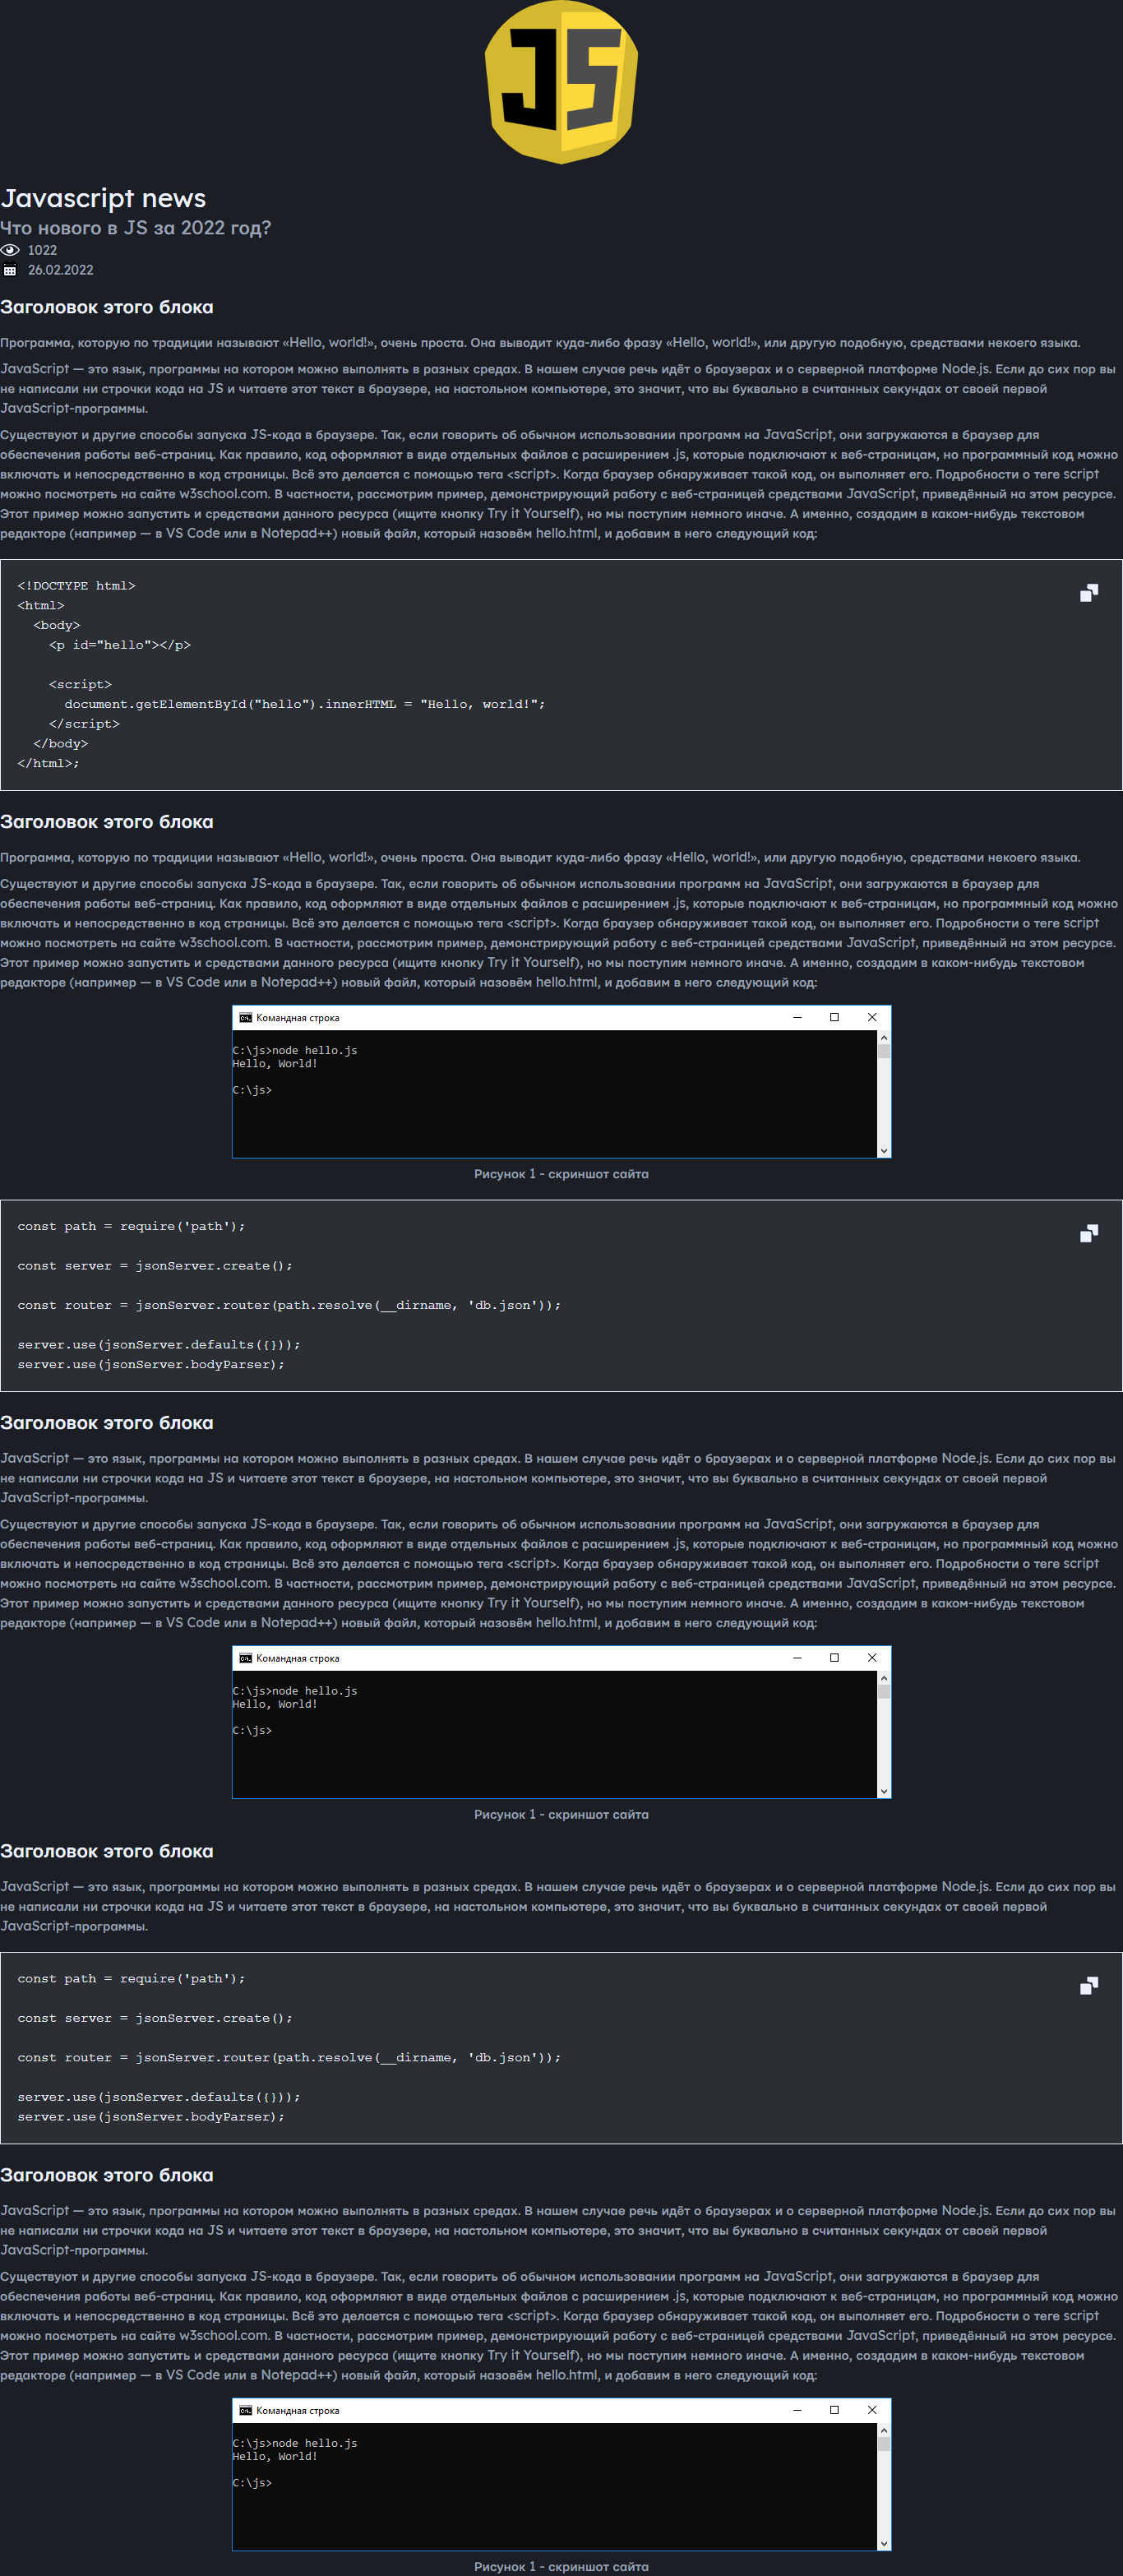 JS
Javascript news
Что нового в JS за 2022 год?
1022
26.02.2022
Заголовок этого блока
Программа, которую по традиции называют «Hello, world!», очень проста. Она выводит куда-либо фразу «Hello, world!», или другую подобную, средствами некоего языка.
JavaScript — это язык, программы на котором можно выполнять в разных средах. В нашем случае речь идёт о браузерах и о серверной платформе Node.js. Если до сих пор вы
не написали ни строчки кода на JS и читаете этот текст в браузере, на настольном компьютере, это значит, что вы буквально в считанных секундах от своей первой
JavaScript-программы.
Существуют и другие способы запуска JS-кода в браузере. Так, если говорить об обычном использовании программ на JavaScript, они загружаются в браузер для
обеспечения работы веб-страниц. Как правило, код оформляют в виде отдельных файлов с расширением .js, которые подключают к веб-страницам, но программный код можно
включать и непосредственно в код страницы. Всё это делается с помощью тега <script>. Когда браузер обнаруживает такой код, он выполняет его. Подробности о теге script
можно посмотреть на сайте w3school.com. В частности, рассмотрим пример, демонстрирующий работу с веб-страницей средствами JavaScript, приведённый на этом ресурсе.
Этот пример можно запустить и средствами данного ресурса (ищите кнопку Try it Yourself), но мы поступим немного иначе. А именно, создадим в каком-нибудь текстовом
редакторе (например — в VS Code или в Notepad++) новый файл, который назовём hello.html, и добавим в него следующий код:
<!DOCTYPE html>
<html>
  <body>
    <p id="hello"></p>
    <script>
      document.getElementById("hello").innerHTML = "Hello, world!";
    </script>
  </body>
</html>;
Заголовок этого блока
Программа, которую по традиции называют «Hello, world!», очень проста. Она выводит куда-либо фразу «Hello, world!», или другую подобную, средствами некоего языка.
Существуют и другие способы запуска JS-кода в браузере. Так, если говорить об обычном использовании программ на JavaScript, они загружаются в браузер для
обеспечения работы веб-страниц. Как правило, код оформляют в виде отдельных файлов с расширением .js, которые подключают к веб-страницам, но программный код можно
включать и непосредственно в код страницы. Всё это делается с помощью тега <script>. Когда браузер обнаруживает такой код, он выполняет его. Подробности о теге script
можно посмотреть на сайте w3school.com. В частности, рассмотрим пример, демонстрирующий работу с веб-страницей средствами JavaScript, приведённый на этом ресурсе.
Этот пример можно запустить и средствами данного ресурса (ищите кнопку Try it Yourself), но мы поступим немного иначе. А именно, создадим в каком-нибудь текстовом
редакторе (например — в VS Code или в Notepad++) новый файл, который назовём hello.html, и добавим в него следующий код:
Командная строка
C:\js>node hello.js
Hello, World!
C:\js>
Рисунок 1 - скриншот сайта
const path = require('path');
const server = jsonServer.create();
const router = jsonServer.router(path.resolve(__dirname, 'db.json'));
server.use(jsonServer.defaults({}));
server.use(jsonServer.bodyParser);
Заголовок этого блока
JavaScript — это язык, программы на котором можно выполнять в разных средах. В нашем случае речь идёт о браузерах и о серверной платформе Node.js. Если до сих пор вы
не написали ни строчки кода на JS и читаете этот текст в браузере, на настольном компьютере, это значит, что вы буквально в считанных секундах от своей первой
JavaScript-программы.
Существуют и другие способы запуска JS-кода в браузере. Так, если говорить об обычном использовании программ на JavaScript, они загружаются в браузер для
обеспечения работы веб-страниц. Как правило, код оформляют в виде отдельных файлов с расширением .js, которые подключают к веб-страницам, но программный код можно
включать и непосредственно в код страницы. Всё это делается с помощью тега <script>. Когда браузер обнаруживает такой код, он выполняет его. Подробности о теге script
можно посмотреть на сайте w3school.com. В частности, рассмотрим пример, демонстрирующий работу с веб-страницей средствами JavaScript, приведённый на этом ресурсе.
Этот пример можно запустить и средствами данного ресурса (ищите кнопку Try it Yourself), но мы поступим немного иначе. А именно, создадим в каком-нибудь текстовом
редакторе (например — в VS Code или в Notepad++) новый файл, который назовём hello.html, и добавим в него следующий код:
Командная строка
C:\js>node hello.js
Hello, World!
C:\js>
Рисунок 1 - скриншот сайта
Заголовок этого блока
JavaScript — это язык, программы на котором можно выполнять в разных средах. В нашем случае речь идёт о браузерах и о серверной платформе Node.js. Если до сих пор вы
не написали ни строчки кода на JS и читаете этот текст в браузере, на настольном компьютере, это значит, что вы буквально в считанных секундах от своей первой
JavaScript-программы.
const path = require('path');
const server = jsonServer.create();
const router = jsonServer.router(path.resolve(__dirname, 'db.json'));
server.use(jsonServer.defaults({}));
server.use(jsonServer.bodyParser);
Заголовок этого блока
JavaScript — это язык, программы на котором можно выполнять в разных средах. В нашем случае речь идёт о браузерах и о серверной платформе Node.js. Если до сих пор вы
не написали ни строчки кода на JS и читаете этот текст в браузере, на настольном компьютере, это значит, что вы буквально в считанных секундах от своей первой
JavaScript-программы.
Существуют и другие способы запуска JS-кода в браузере. Так, если говорить об обычном использовании программ на JavaScript, они загружаются в браузер для
обеспечения работы веб-страниц. Как правило, код оформляют в виде отдельных файлов с расширением .js, которые подключают к веб-страницам, но программный код можно
включать и непосредственно в код страницы. Всё это делается с помощью тега <script>. Когда браузер обнаруживает такой код, он выполняет его. Подробности о теге script
можно посмотреть на сайте w3school.com. В частности, рассмотрим пример, демонстрирующий работу с веб-страницей средствами JavaScript, приведённый на этом ресурсе.
Этот пример можно запустить и средствами данного ресурса (ищите кнопку Try it Yourself), но мы поступим немного иначе. А именно, создадим в каком-нибудь текстовом
редакторе (например — в VS Code или в Notepad++) новый файл, который назовём hello.html, и добавим в него следующий код:
Командная строка
C:\js>node hello.js
Hello, World!
C:\js>
Рисунок 1 - скриншот сайта